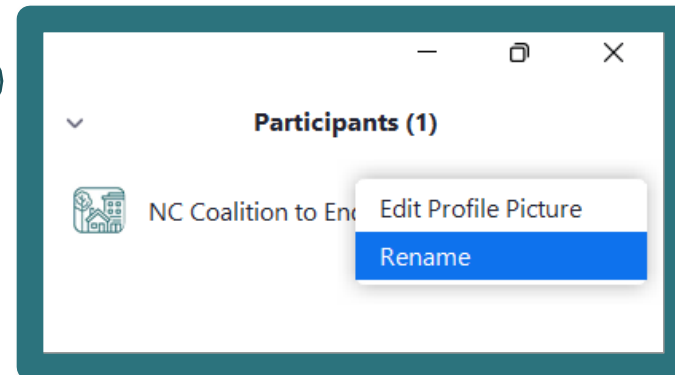 Participants (1)
NC Coalition to End
Edit Profile Picture
Rename